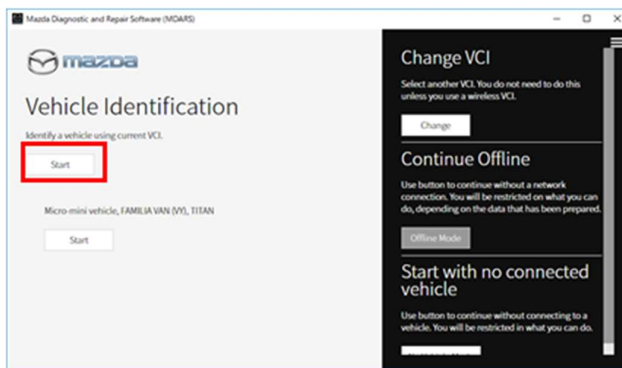 Mazda Diagnostic and Repair Software (MDARS)
mazda
Vehicle Identification
Identify a vehicle using current VCI.
Start
Micro-mini vehicle, FAMILIA VAN (VY), TITAN
Start
Change VCI
Select another VCI. You do not need to do this
unless you use a wireless VCI.
Change
Continue Offline
Use button to continue without a network
connection. You will be restricted on what you can
do, depending on the data that has been prepared.
Offline Mode
Start with no connected
vehicle
Use button to continue without connecting to a
vehicle. You will be restricted in what you can do.